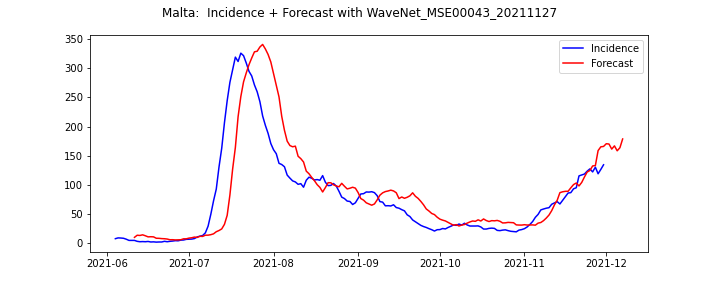 Malta:  Incidence + Forecast with WaveNet_MSE00043_20211127
Incidence
Forecast
350
300
250
200
150
100
50
0
2021-06 2021-07 2021-08 2021-09 2021-10 2021-11 2021-12